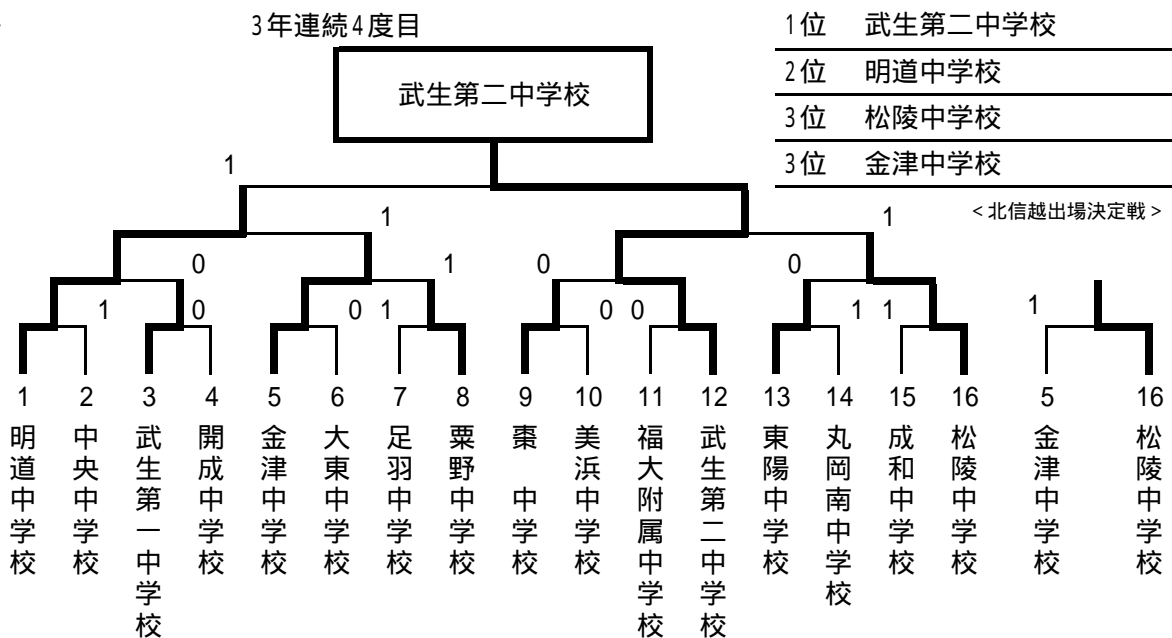 3年連続4度目
武生第二中学校
1位 武生第二中学校
2位 明道中学校
3位 松陵中学校
3位 金津中学校
<北信越出場決定戦>
1
1
1
0
1
0
0
1
0
0
1
0
0
1
1
1
1
2
3
4
5
6
7
8
9
10
11
12
13
14
15
16
5
16
明道中学校
中央中学校
武生第一中学校
開成中学校
金津中学校
大東中学校
足羽中学校
粟野中学校
棗 中学校
美浜中学校
福大附属中学校
武生第二中学校
東陽中学校
丸岡南中学校
成和中学校
松陵中学校
金津中学校
松陵中学校